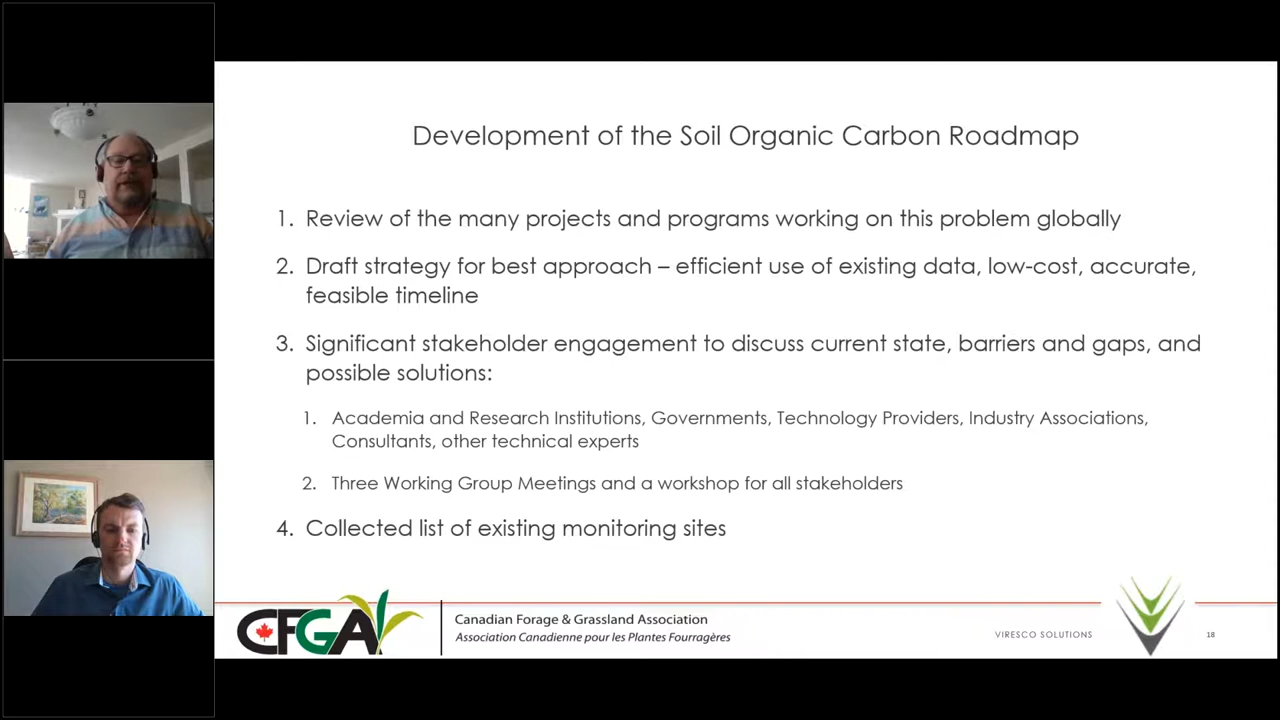 Development of the Soil Organic Carbon Roadmap
1. Review of the many projects and programs working on this problem globally
2. Draft strategy for best approach – efficient use of existing data, low-cost, accurate,
feasible timeline
3. Significant stakeholder engagement to discuss current state, barriers and gaps, and
possible solutions:
1. Academia and Research Institutions, Governments, Technology Providers, Industry Associations,
Consultants, other technical experts
2. Three Working Group Meetings and a workshop for all stakeholders
4. Collected list of existing monitoring sites
CFGA
Canadian Forage & Grassland Association
Association Canadienne pour les Plantes Fourragères
VIRESCO SOLUTIONS
18